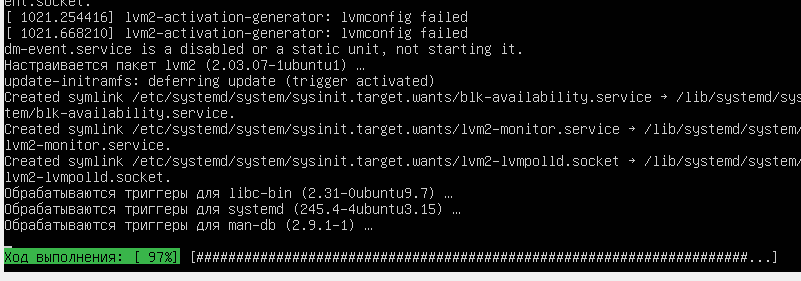 ent.socket.
[ 1021.254416] lvm2-activation-generator: lvmconfig failed
[ 1021.668210] lvm2-activation-generator: lvmconfig failed
dm-event.service is a disabled or a static unit, not starting it.
Настраивается пакет lvm2 (2.03.07-1ubuntu1) …
update-initramfs: deferring update (trigger activated)
Created symlink /etc/systemd/system/sysinit.target.wants/blk-availability.service → /lib/systemd/sys
tem/blk-availability.service.
Created symlink /etc/systemd/system/sysinit.target.wants/lvm2-monitor.service → /lib/systemd/system/
lvm2-monitor.service.
Created symlink /etc/systemd/system/sysinit.target.wants/lvm2-lvmpolld.socket → /lib/systemd/system/
lvm2-lvmpolld.socket.
Обрабатываются триггеры для libc-bin (2.31-0ubuntu9.7) …
Обрабатываются триггеры для systemd (245.4-4ubuntu3.15) …
Обрабатываются триггеры для man-db (2.9.1-1) …
Ход выполнения: [ 97%] [######################################################################...]